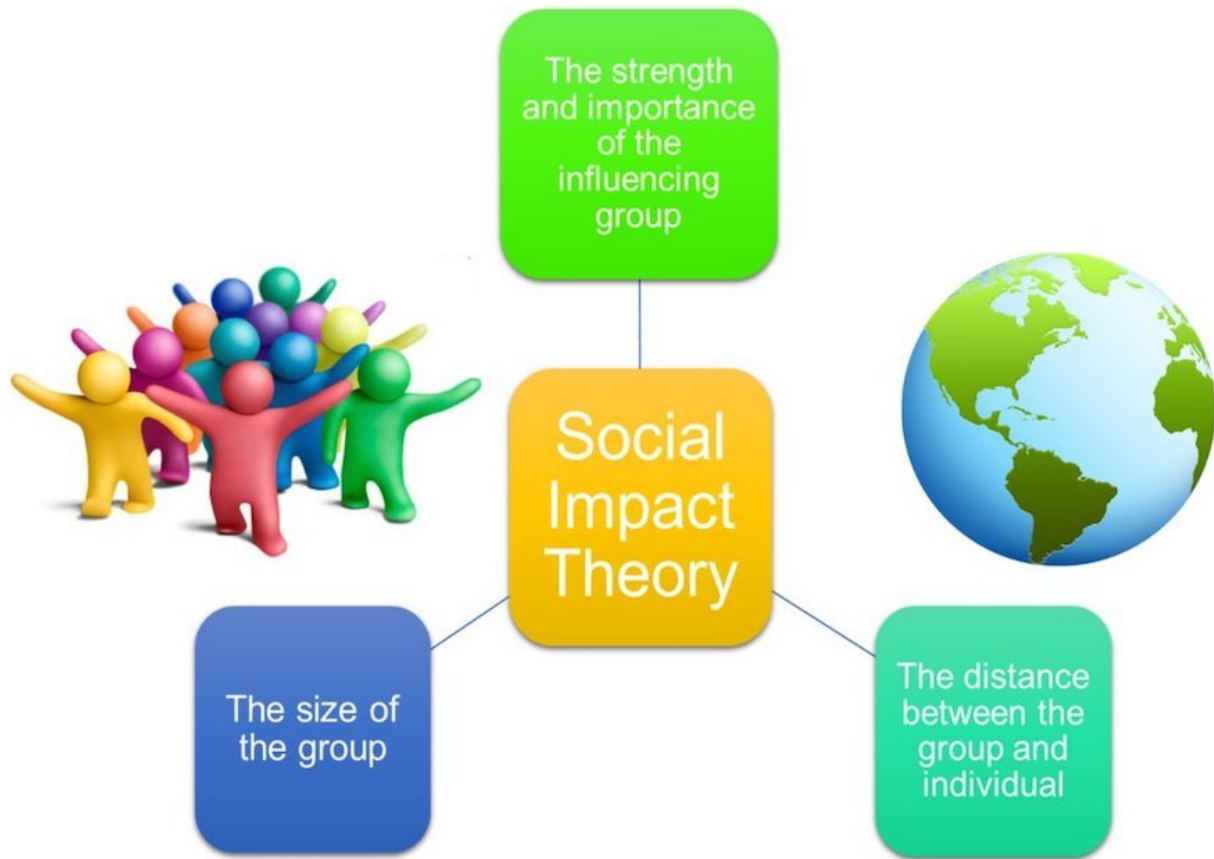 The strength
and importance
of the
influencing
group
Social
Impact
Theory
The size of
the group
The distance
between the
group and
individual